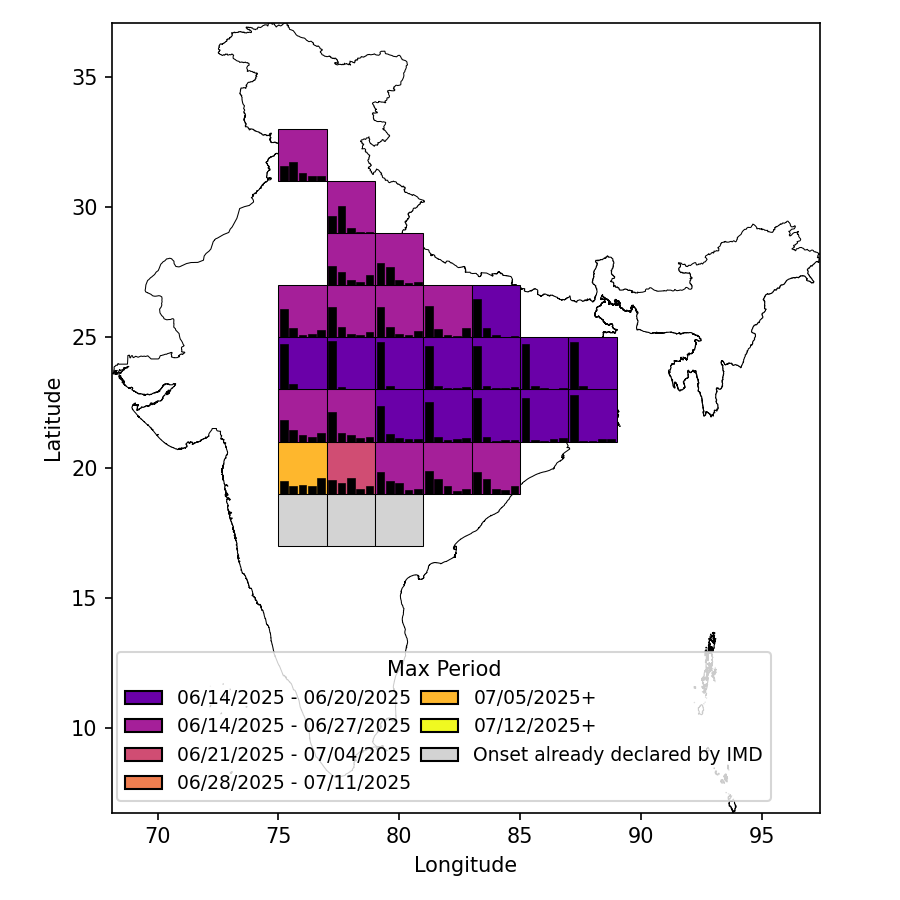 35
30
25
20
15
10
Latitude
Max Period
06/14/2025 - 06/20/2025
06/14/2025 - 06/27/2025
06/21/2025 - 07/04/2025
06/28/2025 - 07/11/2025
07/05/2025+
07/12/2025+
Onset already declared by IMD
70 75 80 85 90 95
Longitude